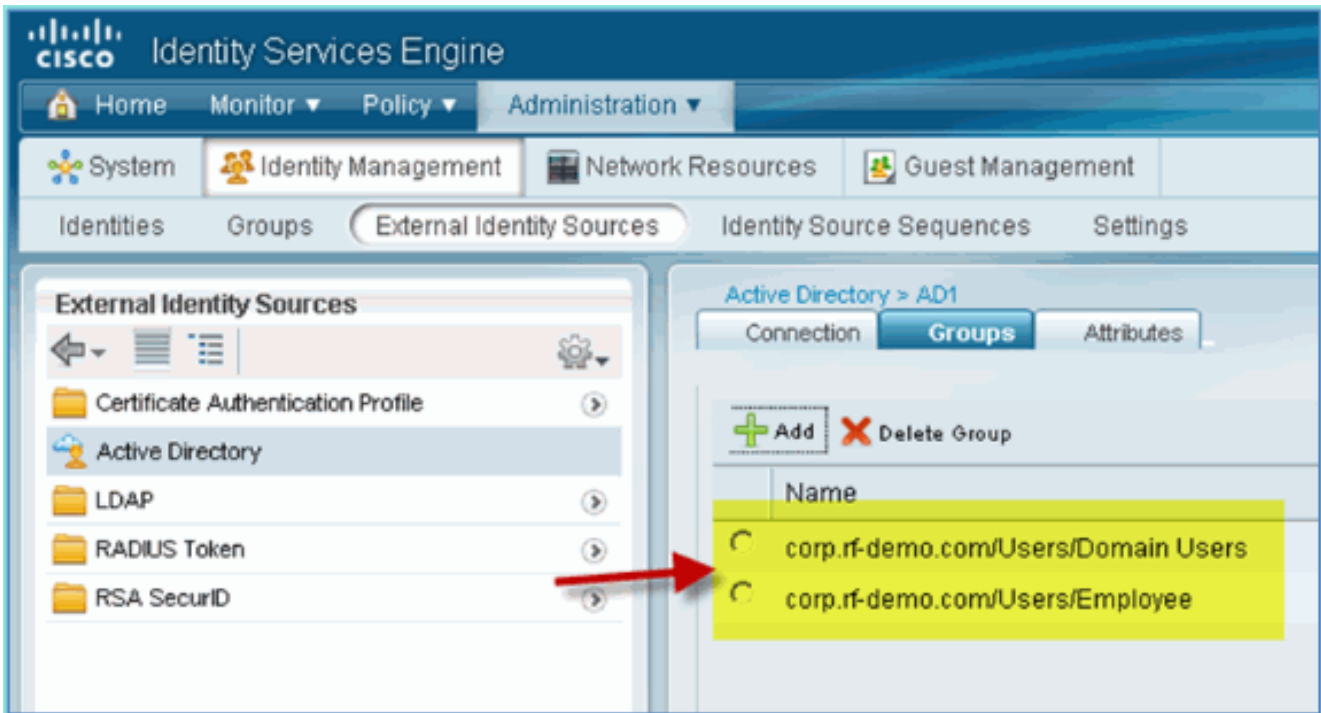 CISCO Identity Services Engine
Home Monitor Policy Administration
System Identity Management Network Resources Guest Management
Identities Groups External Identity Sources Identity Source Sequences Settings
External Identity Sources
Certificate Authentication Profile
Active Directory
LDAP
RADIUS Token
RSA SecurID
Active Directory > AD1
Connection Groups Attributes
Add Delete Group
Name
corp.rf-demo.com/Users/Domain Users
corp.rf-demo.com/Users/Employee